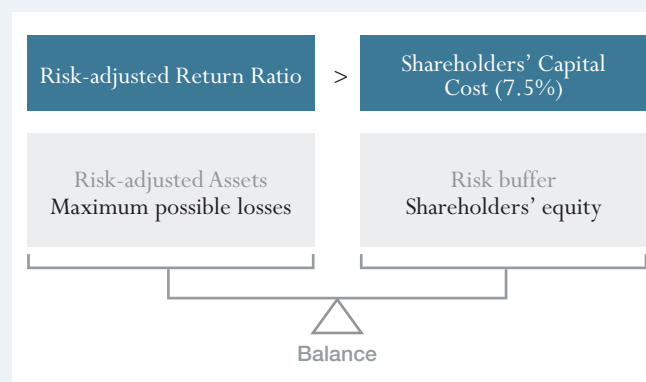 Risk-adjusted Return Ratio
>
Shareholders’ Capital
Cost (7.5%)
Risk-adjusted Assets
Maximum possible losses
Risk buffer
Shareholders’ equity
Balance